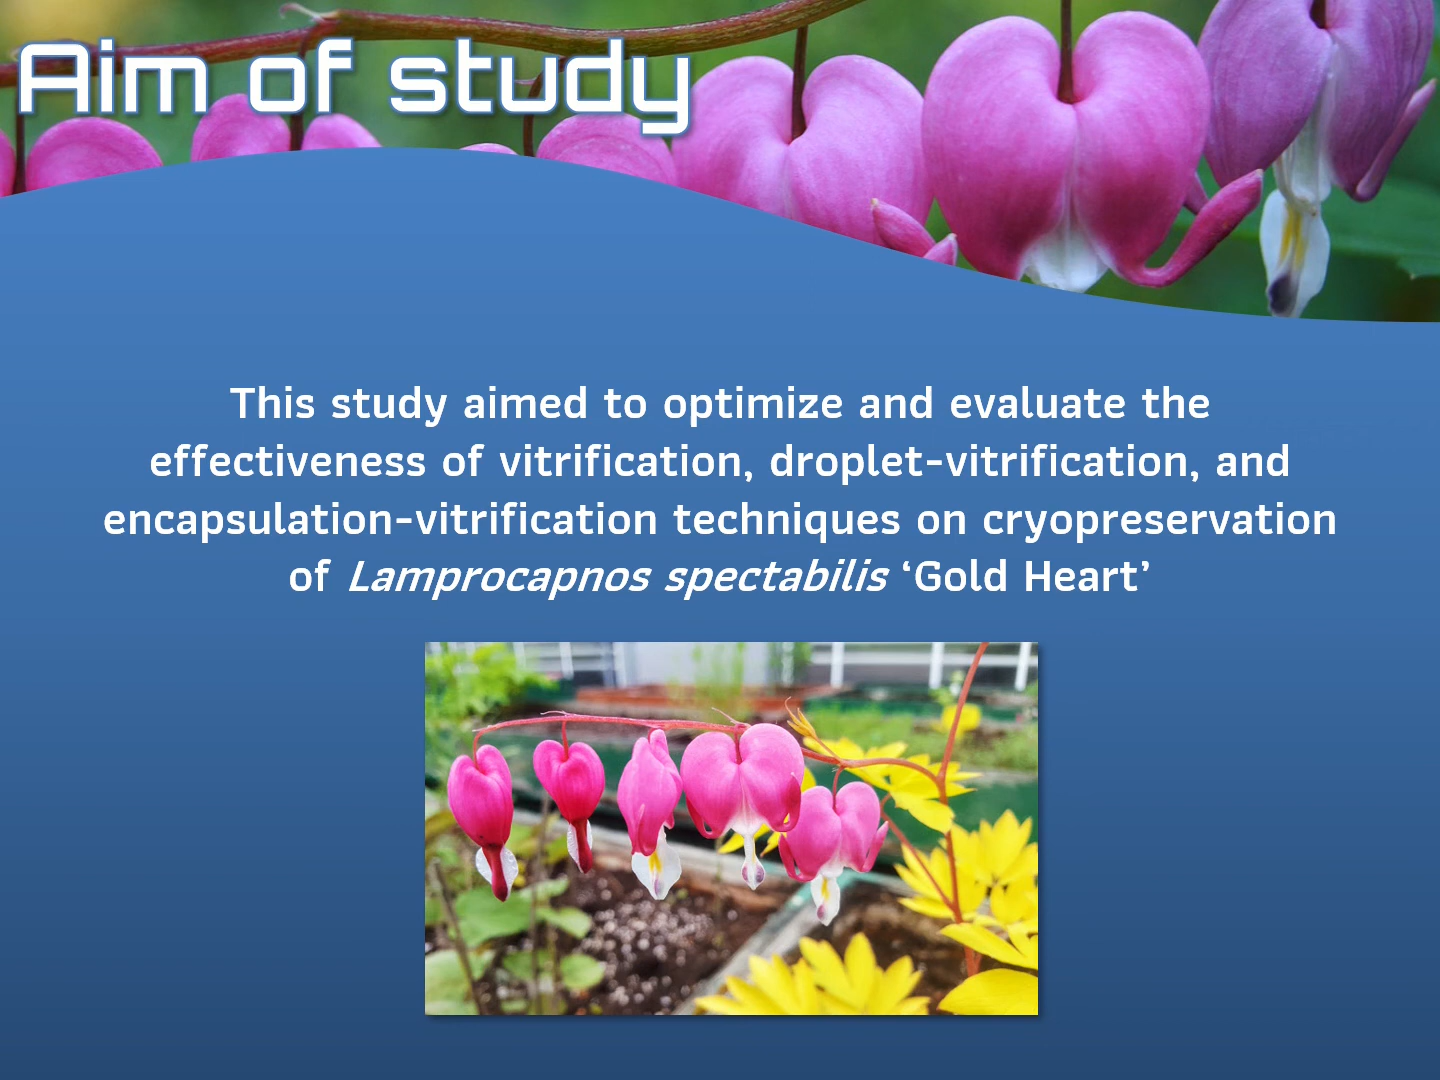 Aim of study
This study aimed to optimize and evaluate the
effectiveness of vitrification, droplet-vitrification, and
encapsulation-vitrification techniques on cryopreservation
of Lamprocapnos spectabilis ‘Gold Heart’